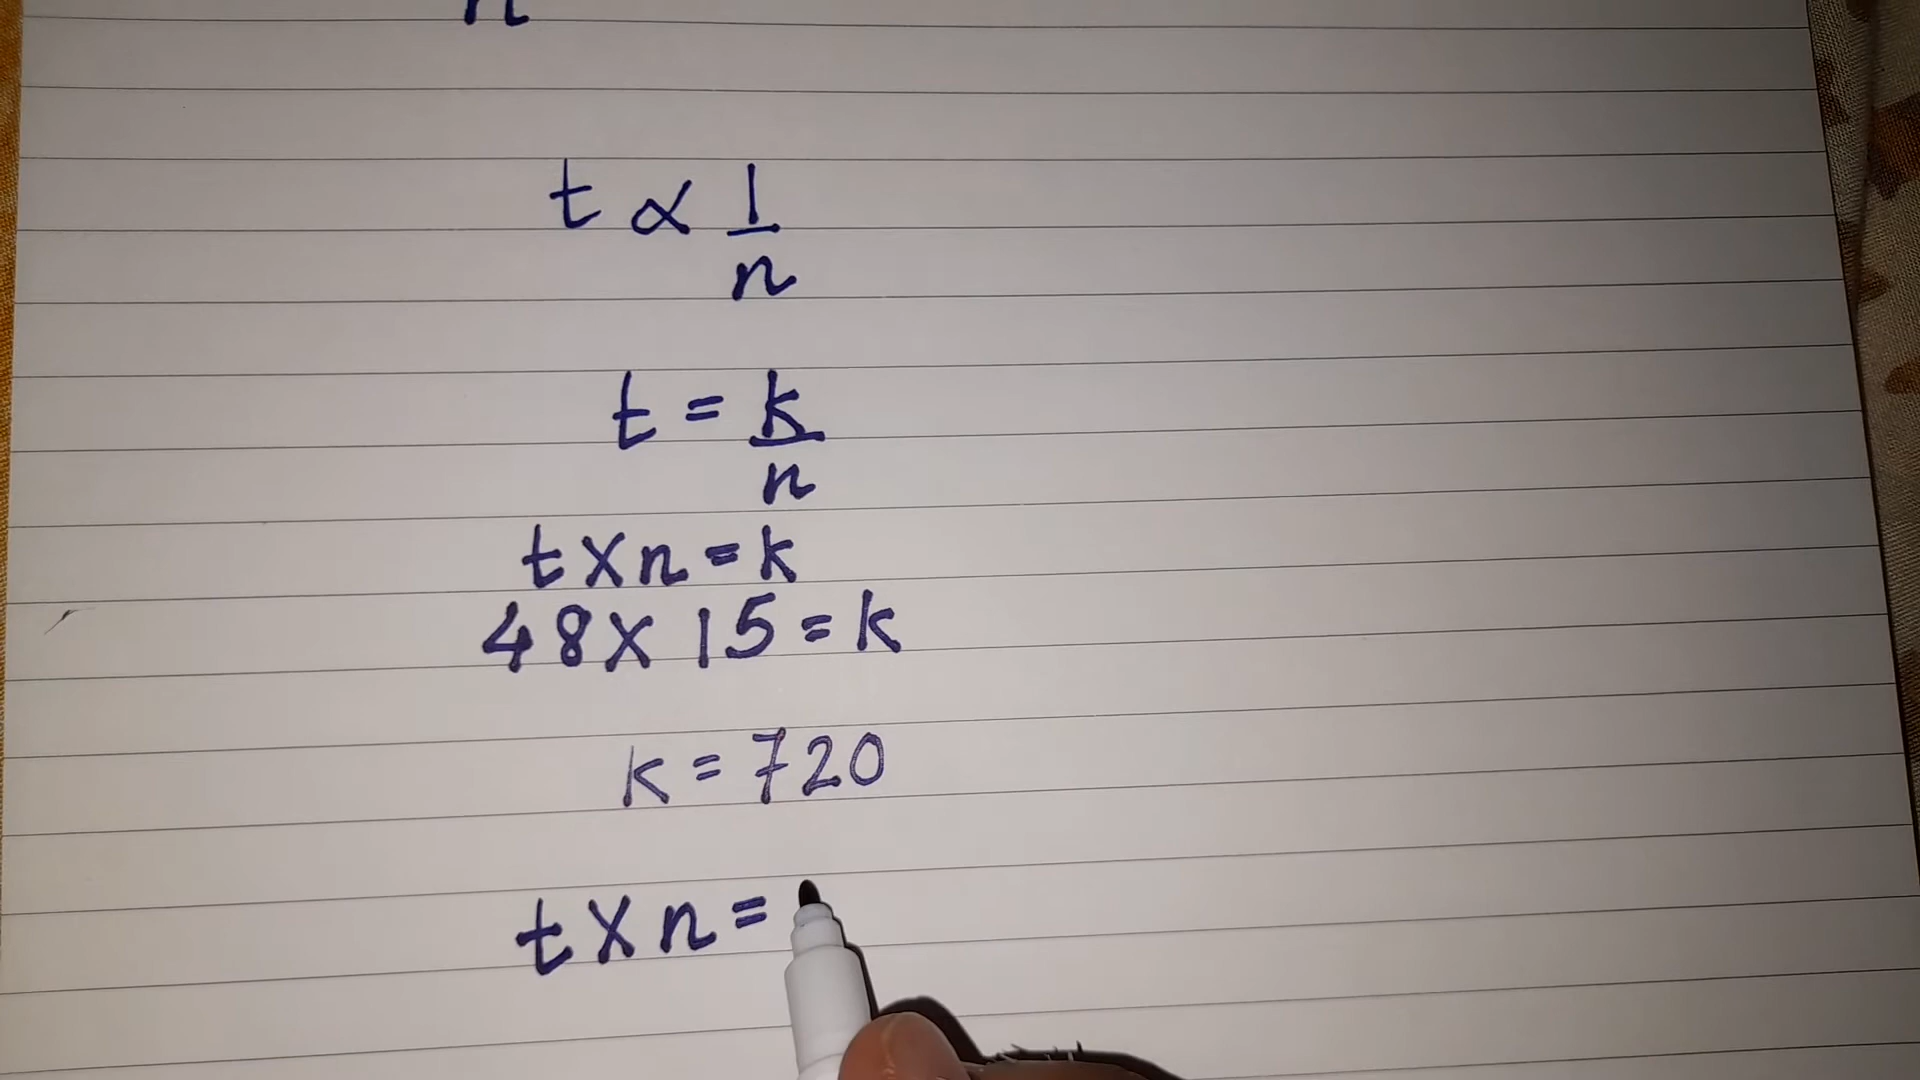 n
t ∝ 1/n
t = k/n
t × n = k
48 × 15 = k
k = 720
t × n =